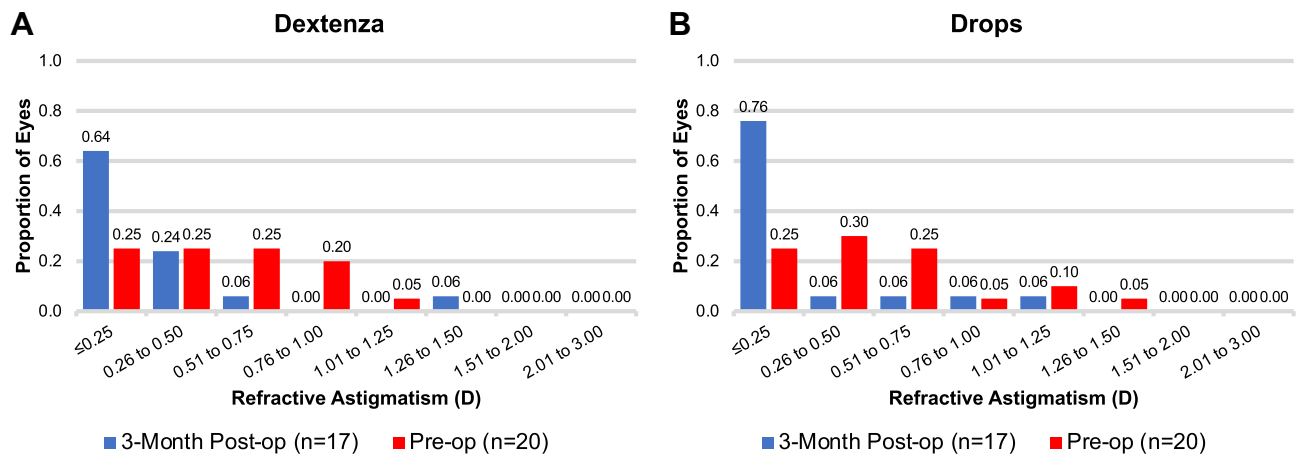 A
Dextenza
Proportion of Eyes
1.0
0.8
0.6
0.4
0.2
0.0
0.64
0.25
0.24
0.25
0.06
0.25
0.00
0.20
0.00
0.05
0.06
0.00
0.00
0.00
0.00
0.00
≤0.25
0.26 to 0.50
0.51 to 0.75
0.76 to 1.00
1.01 to 1.25
1.26 to 1.50
1.51 to 2.00
2.01 to 3.00
Refractive Astigmatism (D)
3-Month Post-op (n=17)
Pre-op (n=20)
B
Drops
Proportion of Eyes
1.0
0.8
0.6
0.4
0.2
0.0
0.76
0.25
0.06
0.30
0.06
0.25
0.06
0.05
0.06
0.10
0.00
0.05
0.00
0.00
0.00
0.00
≤0.25
0.26 to 0.50
0.51 to 0.75
0.76 to 1.00
1.01 to 1.25
1.26 to 1.50
1.51 to 2.00
2.01 to 3.00
Refractive Astigmatism (D)
3-Month Post-op (n=17)
Pre-op (n=20)